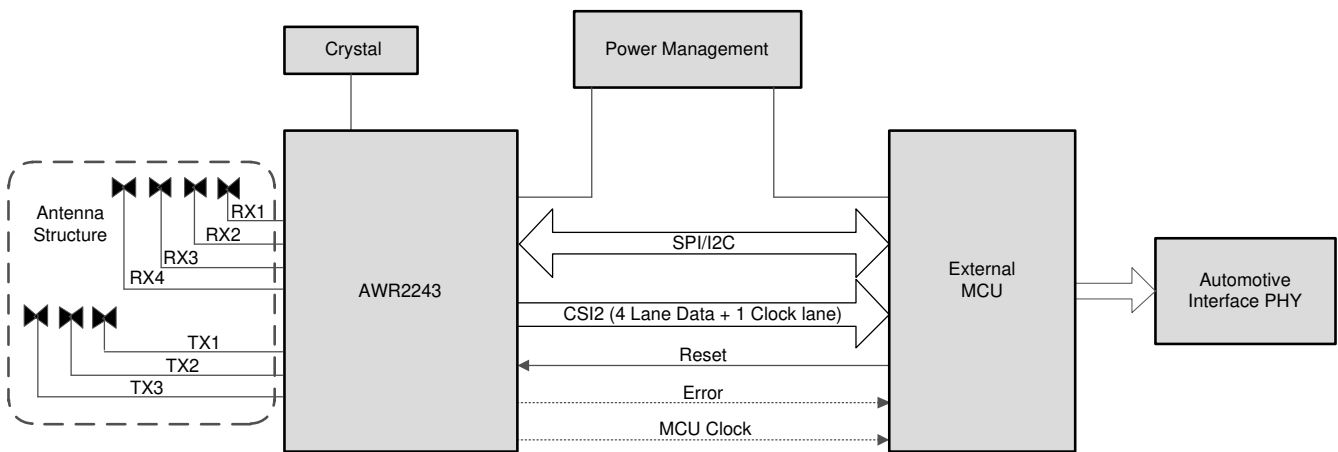 Crystal
Power Management
Antenna
Structure
RX1
RX2
RX3
RX4
TX1
TX2
TX3
AWR2243
SPI/I2C
CSI2 (4 Lane Data + 1 Clock lane)
Reset
Error
MCU Clock
External
MCU
Automotive
Interface PHY